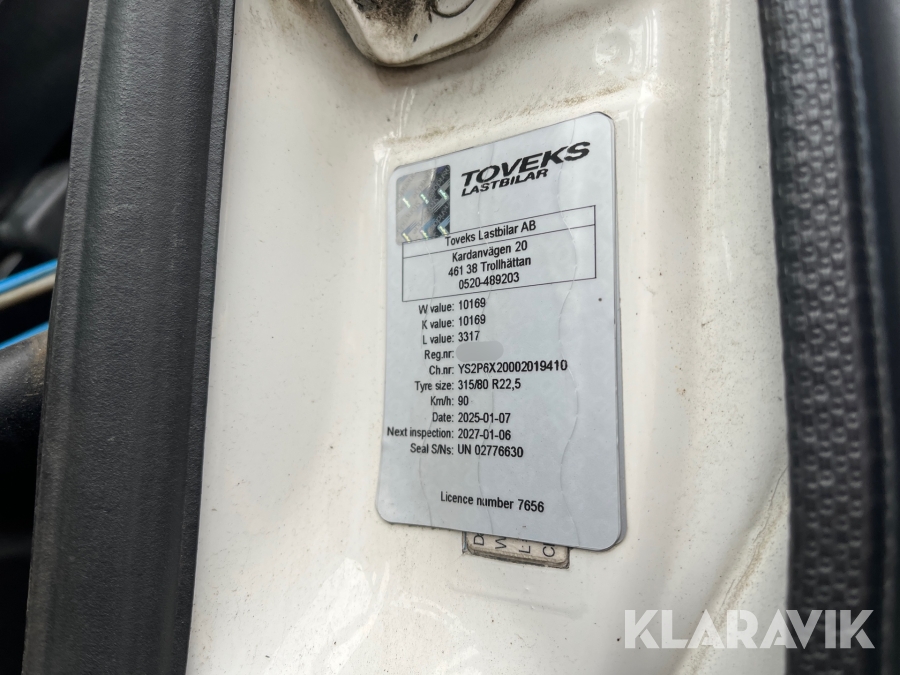 TOVEKS
LASTBILAR
Toveks Lastbilar AB
Kardanvägen 20
461 38 Trollhättan
0520-489203
W value: 10169
K value: 10169
L value: 3317
Reg.nr:
Ch.nr: YS2P6X20002019410
Tyre size: 315/80 R22,5
Km/h: 90
Date: 2025-01-07
Next inspection: 2027-01-06
Seal S/Ns: UN 02776630
Licence number 7656
KLARAVIK